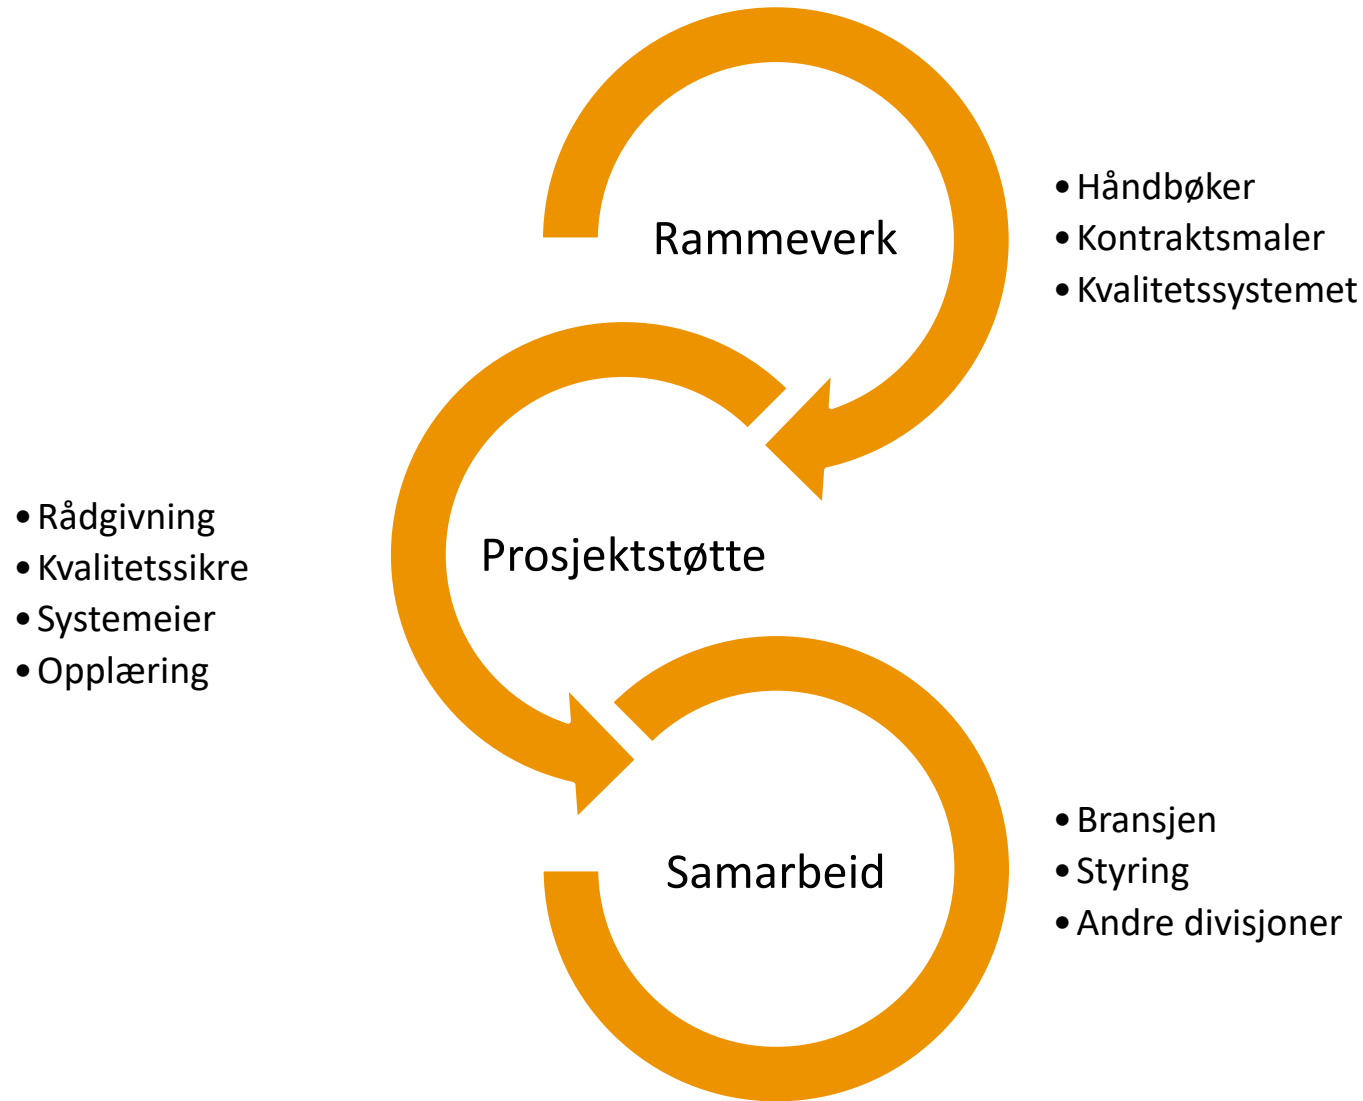 Rammeverk
• Håndbøker
• Kontraktsmaler
• Kvalitetssystemet
Prosjektstøtte
• Rådgivning
• Kvalitetssikre
• Systemeier
• Opplæring
Samarbeid
• Bransjen
• Styring
• Andre divisjoner